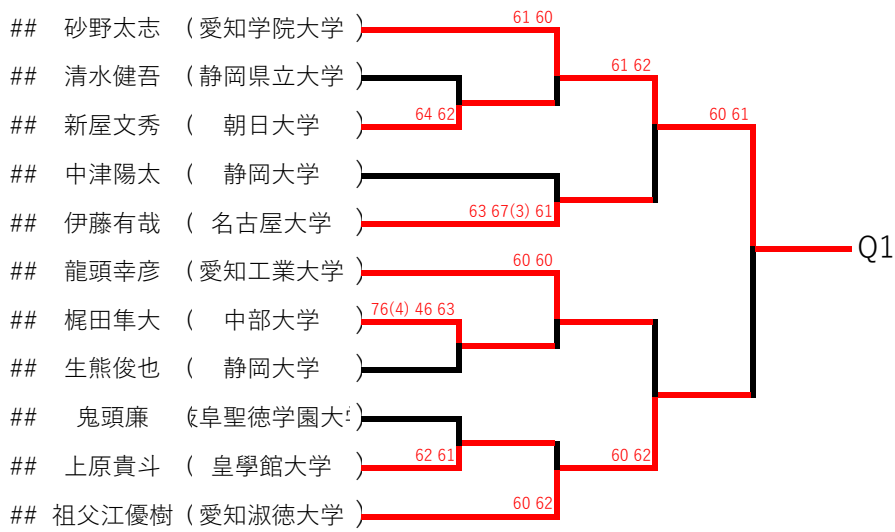 ## 砂野太志 （ 愛知学院大学 ） 61 60
## 清水健吾 （ 静岡県立大学 ） 61 62
## 新屋文秀 （ 朝日大学 ） 64 62 60 61
## 中津陽太 （ 静岡大学 ）
## 伊藤有哉 （ 名古屋大学 ） 63 67(3) 61
Q1
## 龍頭幸彦 （ 愛知工業大学 ） 60 60
## 梶田隼大 （ 中部大学 ） 76(4) 46 63
## 生熊俊也 （ 静岡大学 ）
## 鬼頭廉 阜聖徳学園大 ）
## 上原貴斗 （ 皇學館大学 ） 62 61 60 62
## 祖父江優樹 （ 愛知淑徳大学 ） 60 62